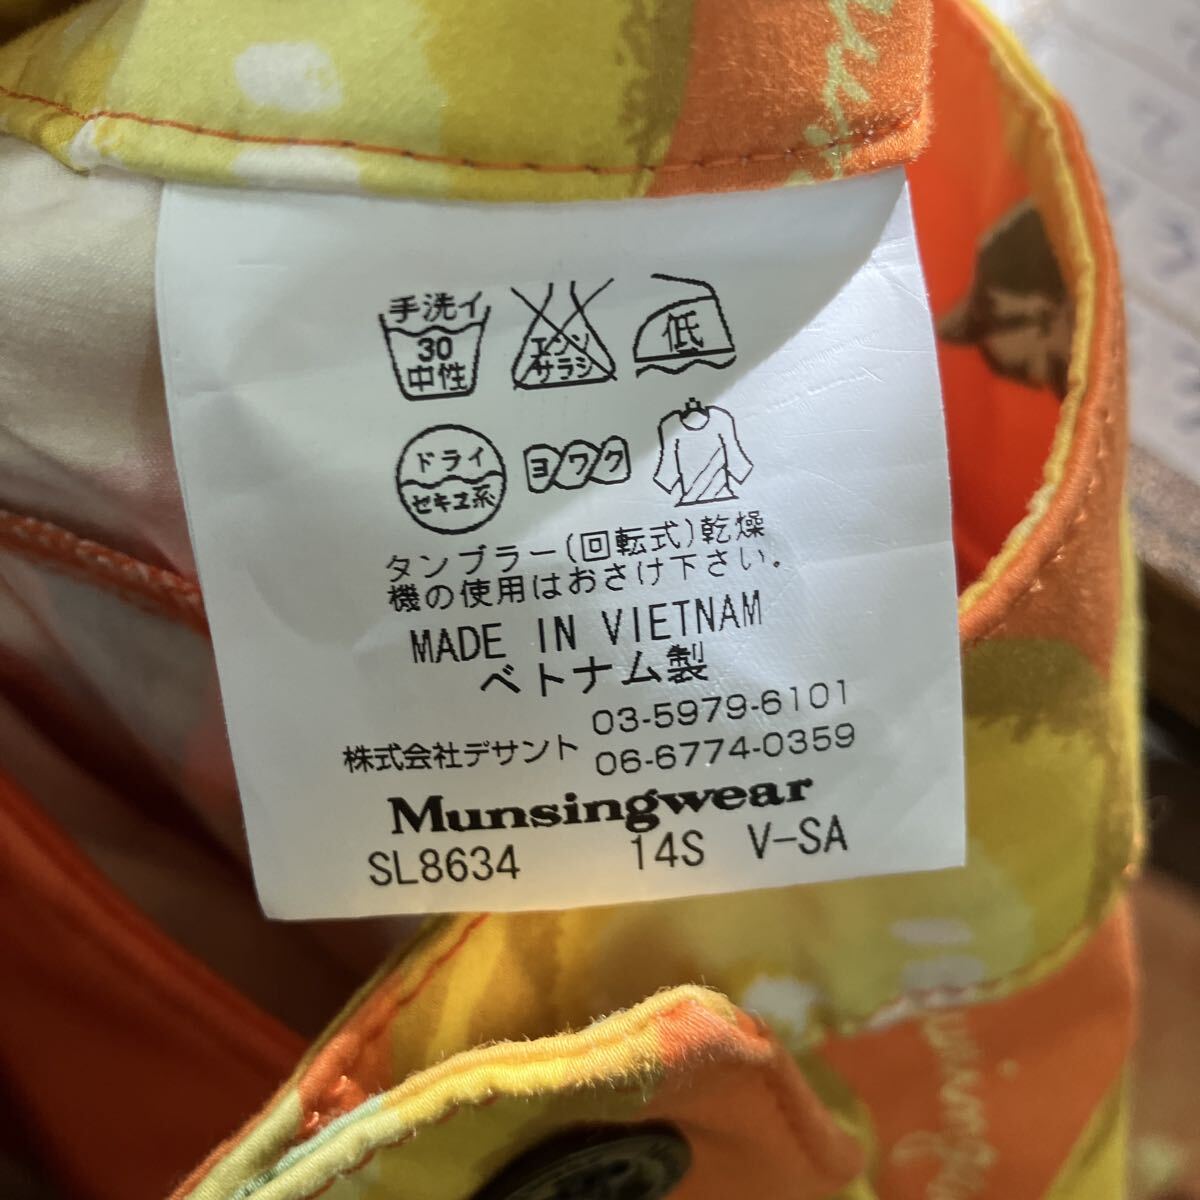 手洗イ
30
中性
エンソ
サラシ
低
ドライ
セキユ系
ヨワク
タンブラー(回転式)乾燥
機の使用はおさけ下さい。
MADE IN VIETNAM
ベトナム製
03-5979-6101
株式会社デサント
06-6774-0359
Munsingwear
SL8634 14S V-SA